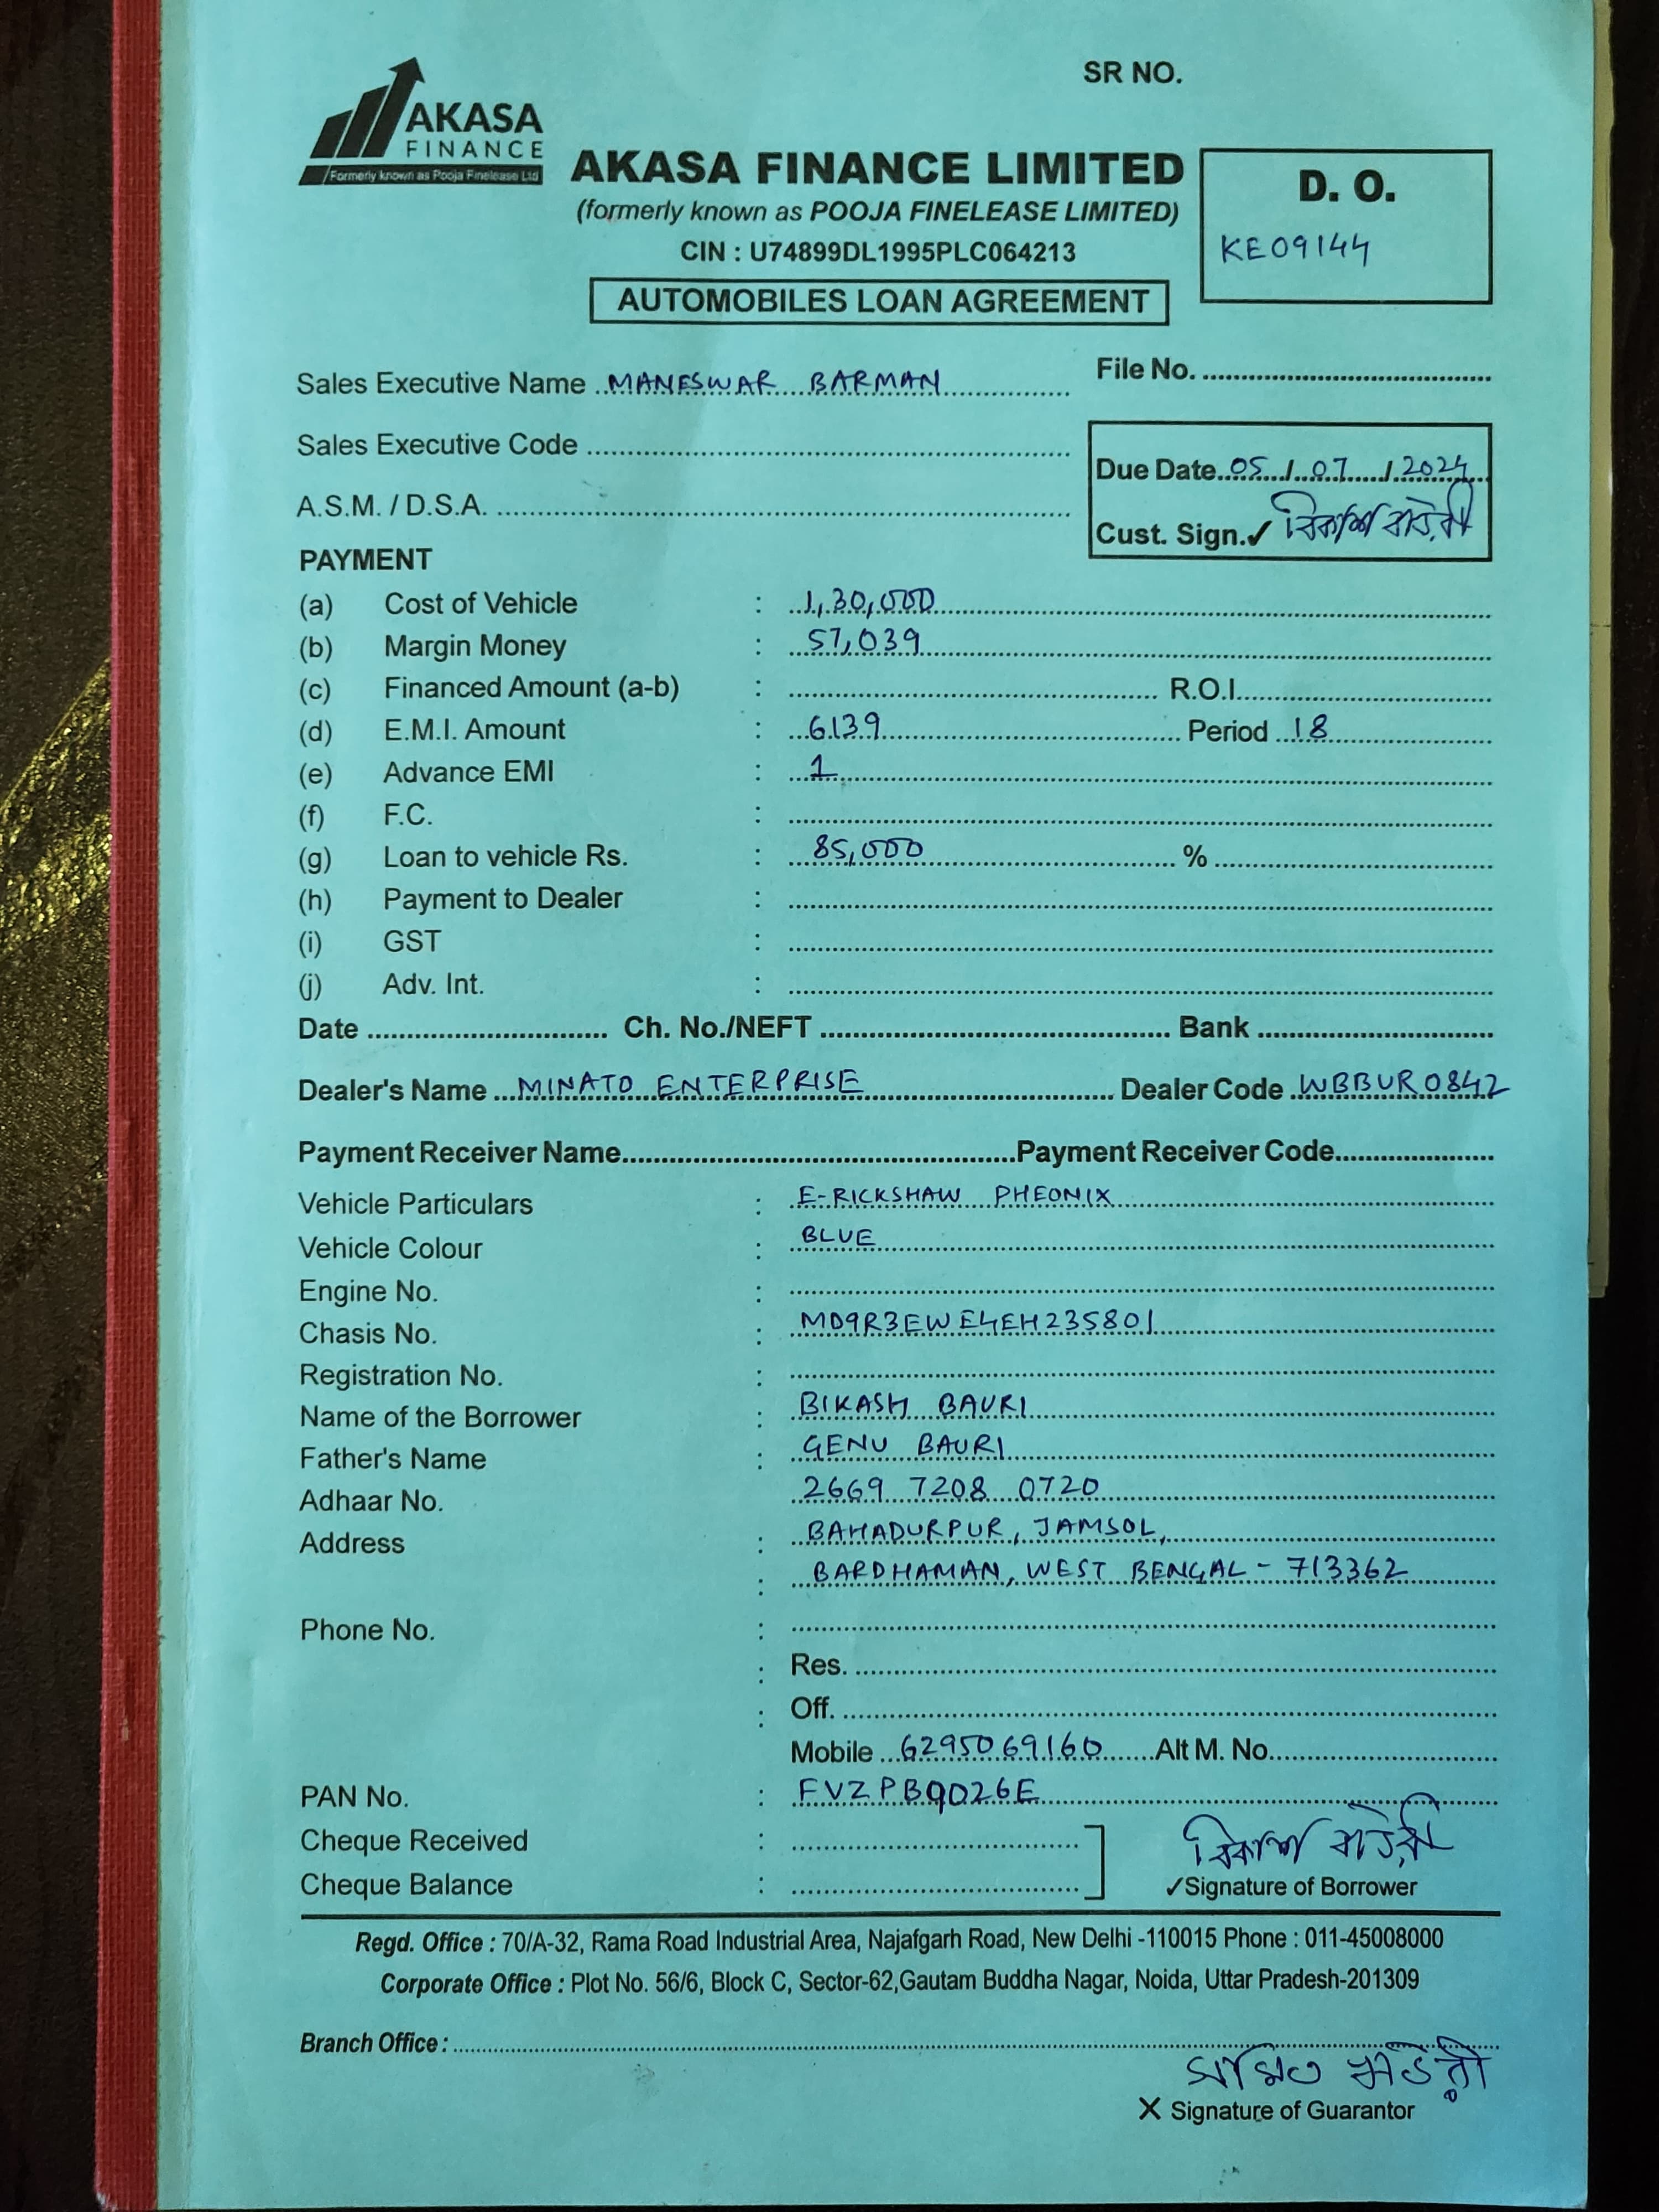 SR NO.
AKASA
FINANCE
Formerly known as Pooja Finelease Ltd
AKASA FINANCE LIMITED
(formerly known as POOJA FINELEASE LIMITED)
CIN : U74899DL1995PLC064213
AUTOMOBILES LOAN AGREEMENT
D. O.
KE09144
Sales Executive Name MANESWAR BARMAN
File No.
Sales Executive Code
Due Date 05/07/2024
A.S.M. / D.S.A.
Cust. Sign.✓ বিকাশ বাউরী
PAYMENT
(a) Cost of Vehicle : 1,30,000
(b) Margin Money : 57,039
(c) Financed Amount (a-b) : R.O.I.
(d) E.M.I. Amount : 6139 Period 18
(e) Advance EMI : 1
(f) F.C. :
(g) Loan to vehicle Rs. : 85,000 %
(h) Payment to Dealer :
(i) GST :
(j) Adv. Int. :
Date Ch. No./NEFT Bank
Dealer's Name MINATO ENTERPRISE Dealer Code WBBUR0842
Payment Receiver Name Payment Receiver Code
Vehicle Particulars : E-RICKSHAW PHEONIX
Vehicle Colour : BLUE
Engine No. :
Chasis No. : MD9R3EWE4EH235801
Registration No. :
Name of the Borrower : BIKASH BAURI
Father's Name : GENU BAURI
Adhaar No. 2669 7208 0720
Address : BAHADURPUR, JAMSOL,
: BARDHAMAN, WEST BENGAL - 713362
Phone No. :
: Res.
: Off.
Mobile 6295069160 Alt M. No.
PAN No. : FVZPB9026E
Cheque Received :
বিকাশ বাউরী
Cheque Balance :
✓Signature of Borrower
Regd. Office : 70/A-32, Rama Road Industrial Area, Najafgarh Road, New Delhi -110015 Phone : 011-45008000
Corporate Office : Plot No. 56/6, Block C, Sector-62,Gautam Buddha Nagar, Noida, Uttar Pradesh-201309
Branch Office :
X Signature of Guarantor